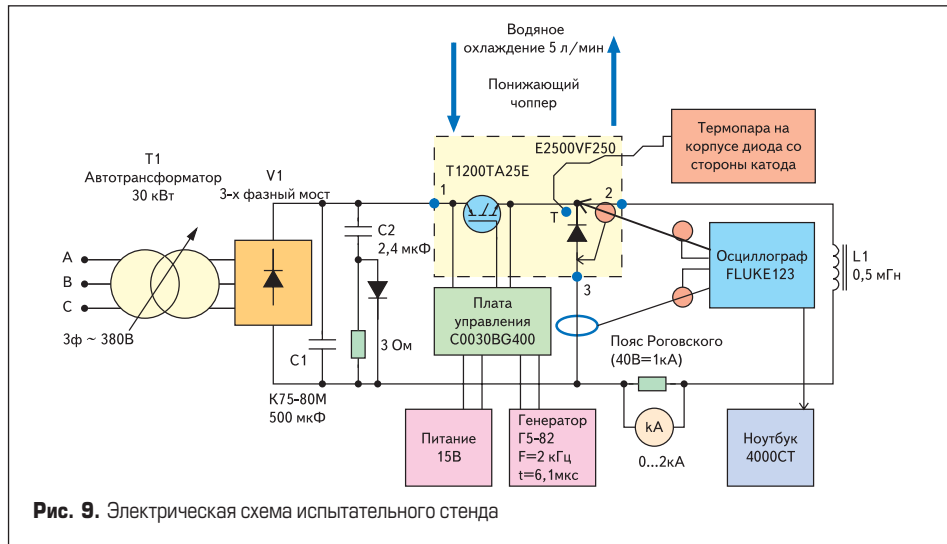 Водяное
охлаждение 5 л/мин
Понижающий
чоппер
E2500VF250
Термопара на
корпусе диода со
стороны катода
T1
Автотрансформатор
30 кВт
V1
3-х фазный мост
T1200TA25E
1
T
2
3
C2
2,4 мкФ
A
B
C
3ф ~ 380В
C1
3 Ом
К75-80М
500 мкФ
Плата
управления
C0030BG400
Осциллограф
FLUKE123
L1
0,5 мГн
Пояс Роговского
(40В=1кА)
kA
0...2кА
Питание
15В
Генератор
Г5-82
F=2 кГц
t=6,1мкс
Ноутбук
4000СТ
Рис. 9. Электрическая схема испытательного стенда